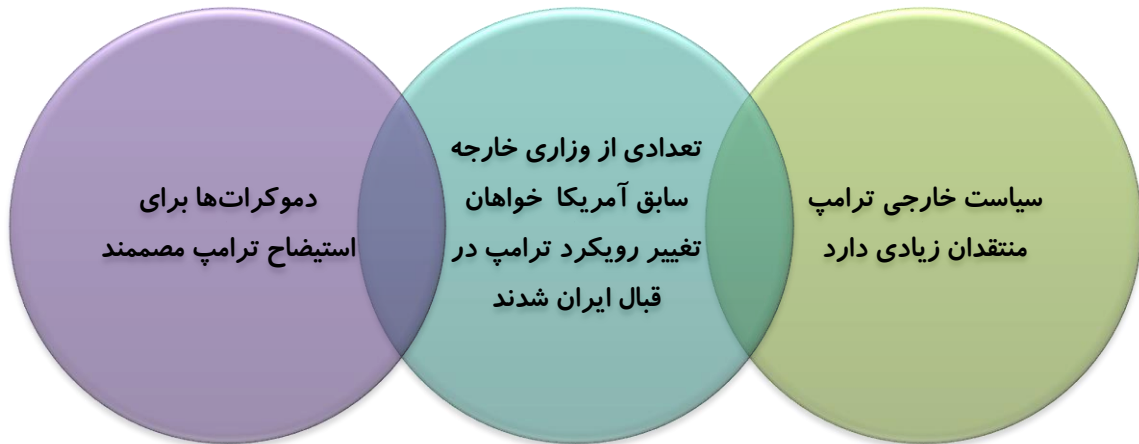 سیاست خارجی ترامپ
منتقدان زیادی دارد
تعدادی از وزاری خارجه
سابق آمریکا خواهان
تغییر رویکرد ترامپ در
قبال ایران شدند
دموکرات‌ها برای
استیضاح ترامپ مصممند